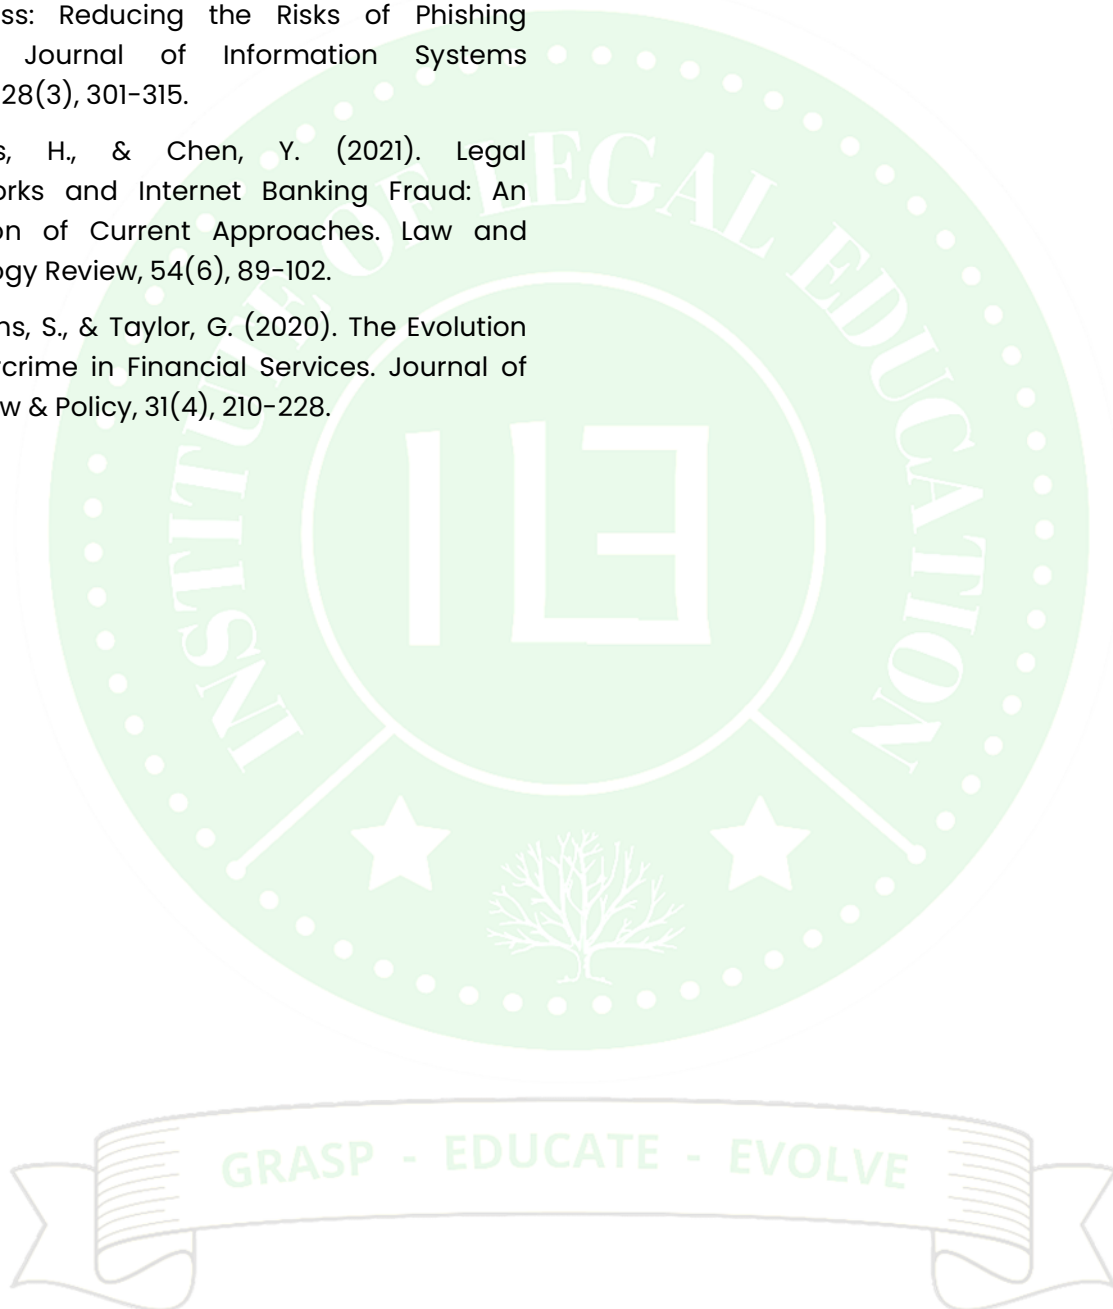 ss: Reducing the Risks of Phishing
Journal of Information Systems
28(3), 301-315.
s, H., & Chen, Y. (2021). Legal
orks and Internet Banking Fraud: An
on of Current Approaches. Law and
ogy Review, 54(6), 89-102.
ns, S., & Taylor, G. (2020). The Evolution
rcrime in Financial Services. Journal of
w & Policy, 31(4), 210-228.
INSTITUTE OF LEGAL EDUCATION
ILE
GRASP - EDUCATE - EVOLVE